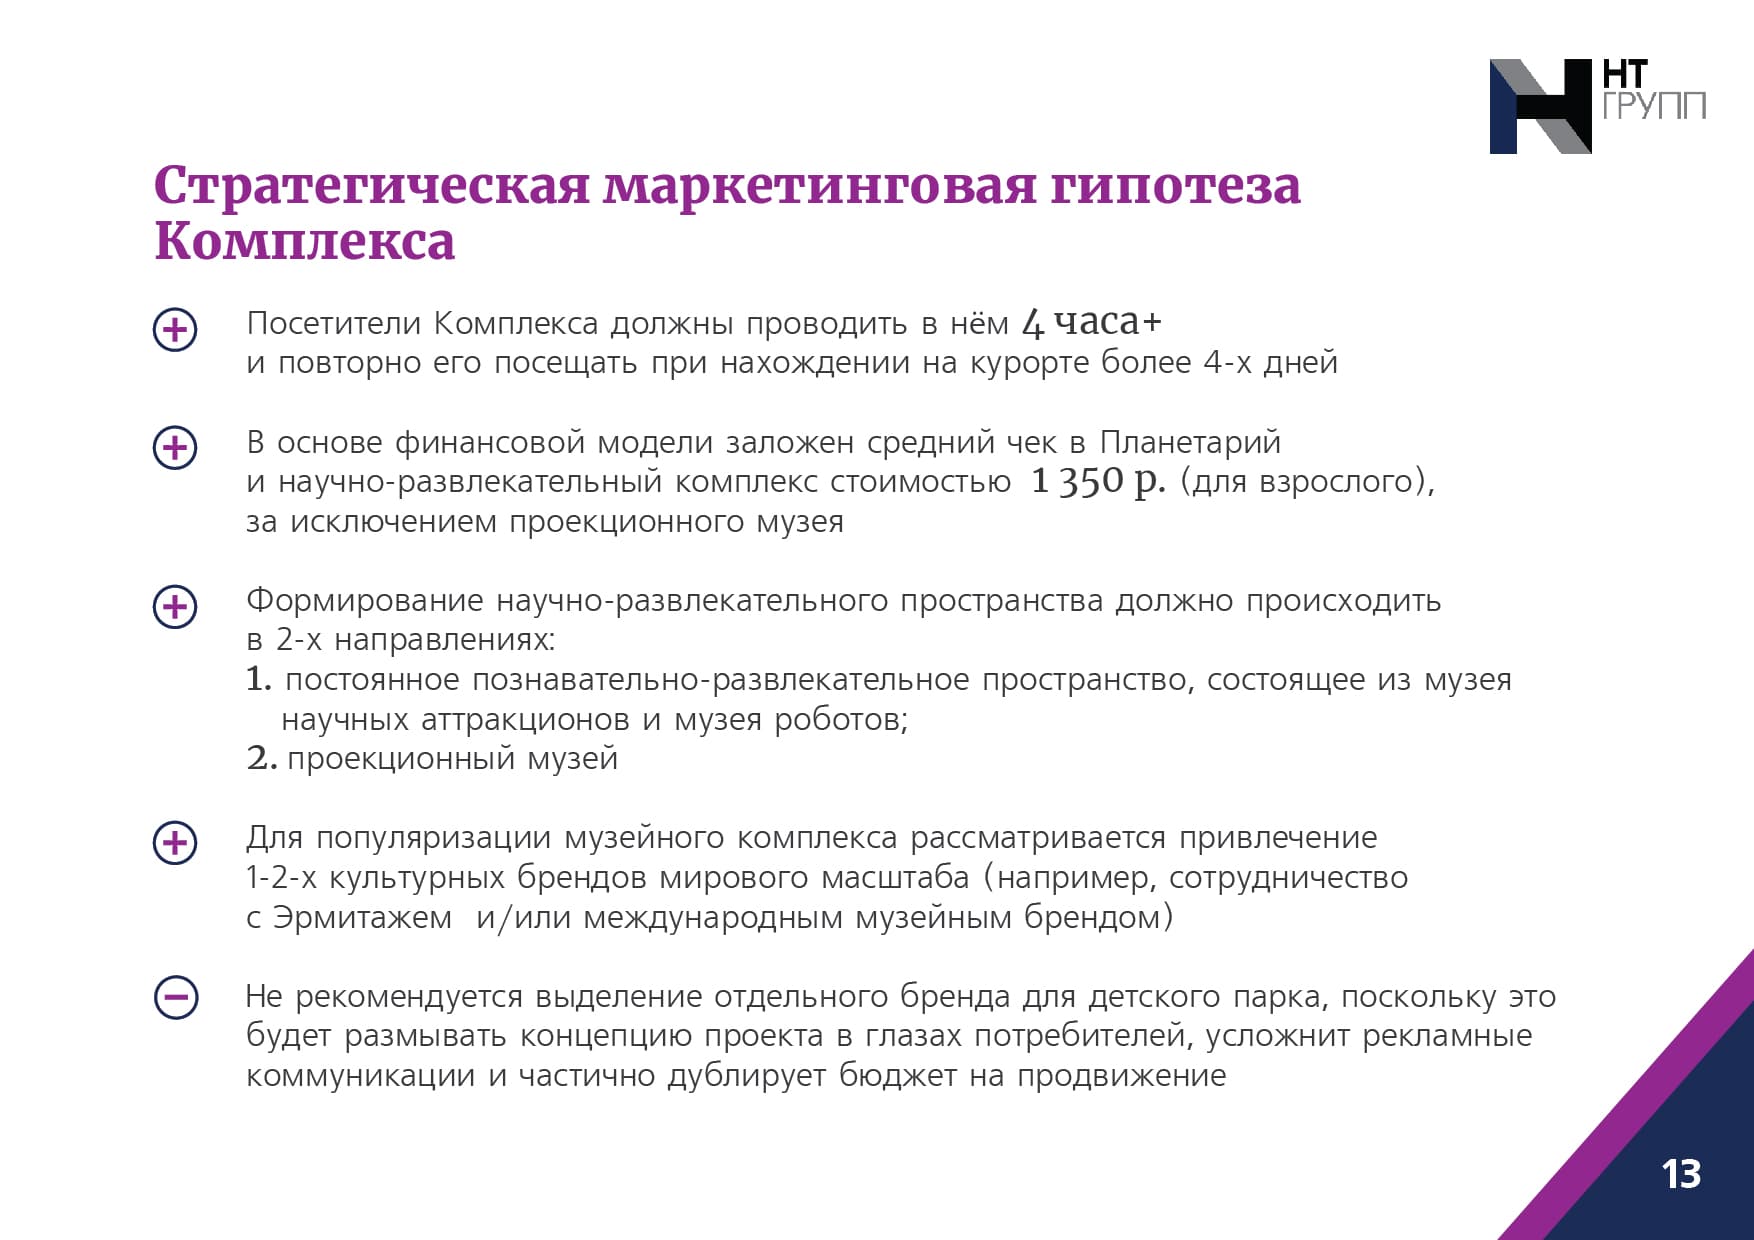 НТ
ГРУПП
Стратегическая маркетинговая гипотеза
Комплекса
Посетители Комплекса должны проводить в нём 4 часа+
и повторно его посещать при нахождении на курорте более 4-х дней
В основе финансовой модели заложен средний чек в Планетарий
и научно-развлекательный комплекс стоимостью 1 350 р. (для взрослого),
за исключением проекционного музея
Формирование научно-развлекательного пространства должно происходить
в 2-х направлениях:
1. постоянное познавательно-развлекательное пространство, состоящее из музея
научных аттракционов и музея роботов;
2. проекционный музей
Для популяризации музейного комплекса рассматривается привлечение
1-2-х культурных брендов мирового масштаба (например, сотрудничество
с Эрмитажем и/или международным музейным брендом)
Не рекомендуется выделение отдельного бренда для детского парка, поскольку это
будет размывать концепцию проекта в глазах потребителей, усложнит рекламные
коммуникации и частично дублирует бюджет на продвижение
13